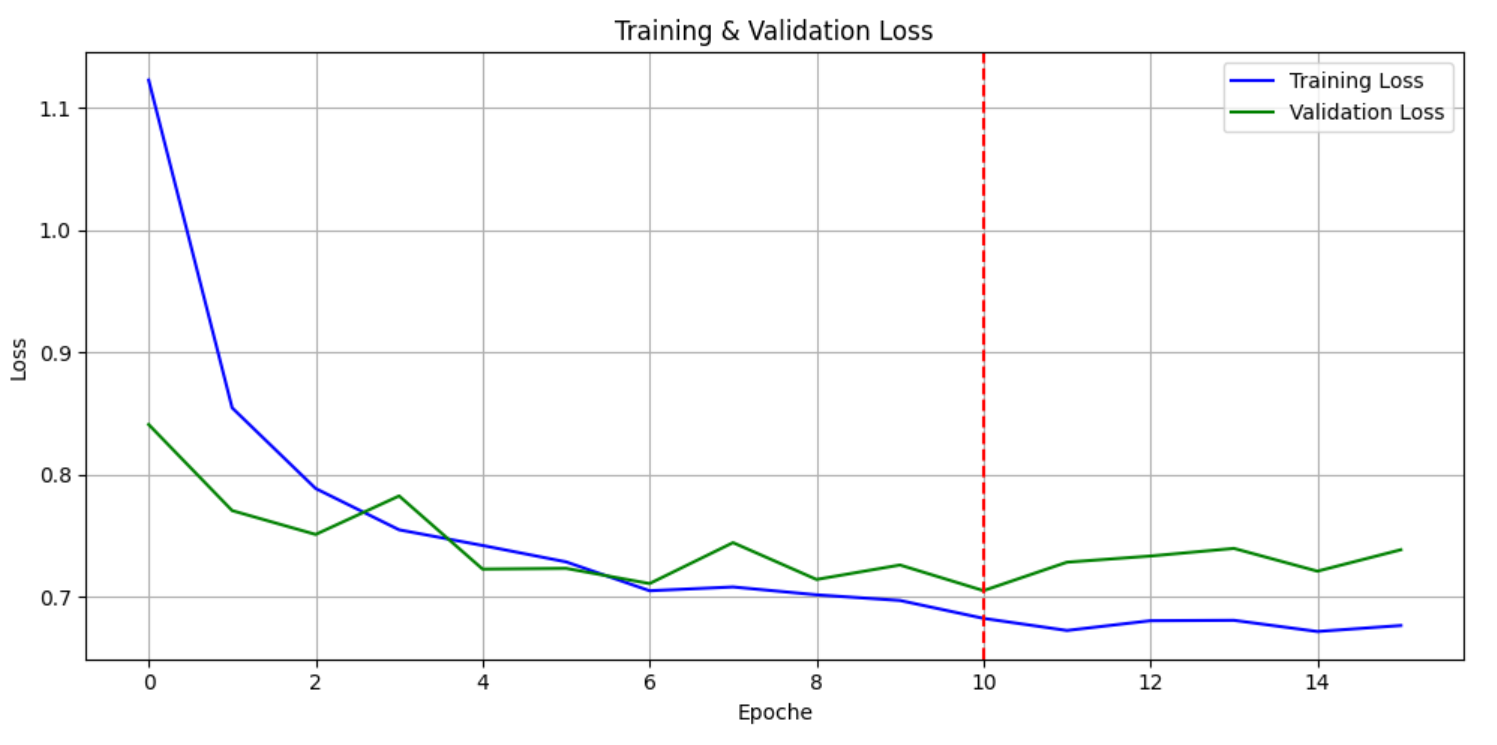 Training & Validation Loss
Training Loss
Validation Loss
1.1
1.0
0.9
0.8
0.7
Loss
0 2 4 6 8 10 12 14
Epoche